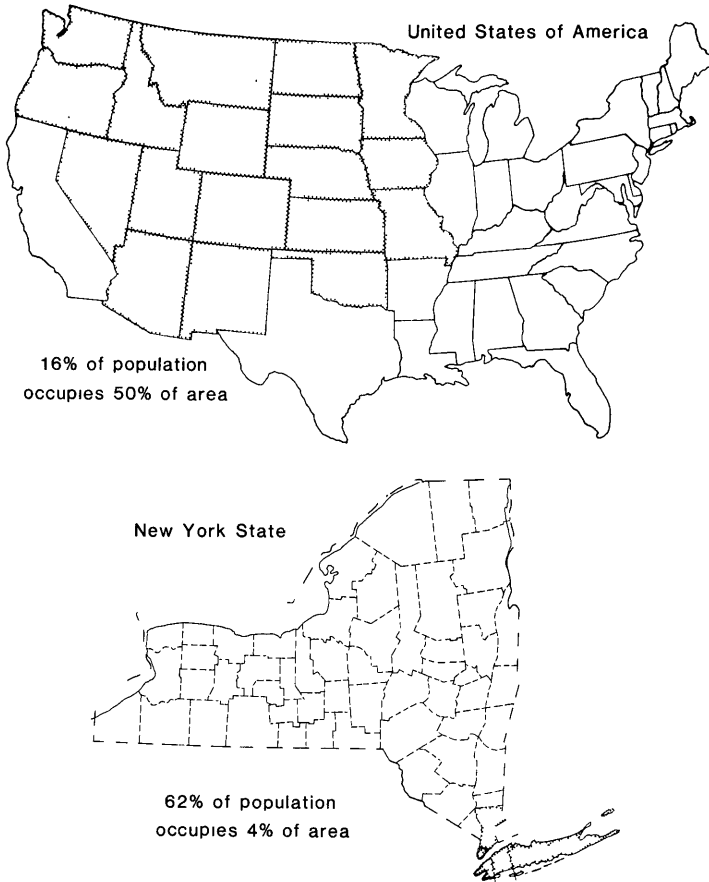 United States of America
16% of population
occupies 50% of area
New York State
62% of population
occupies 4% of area